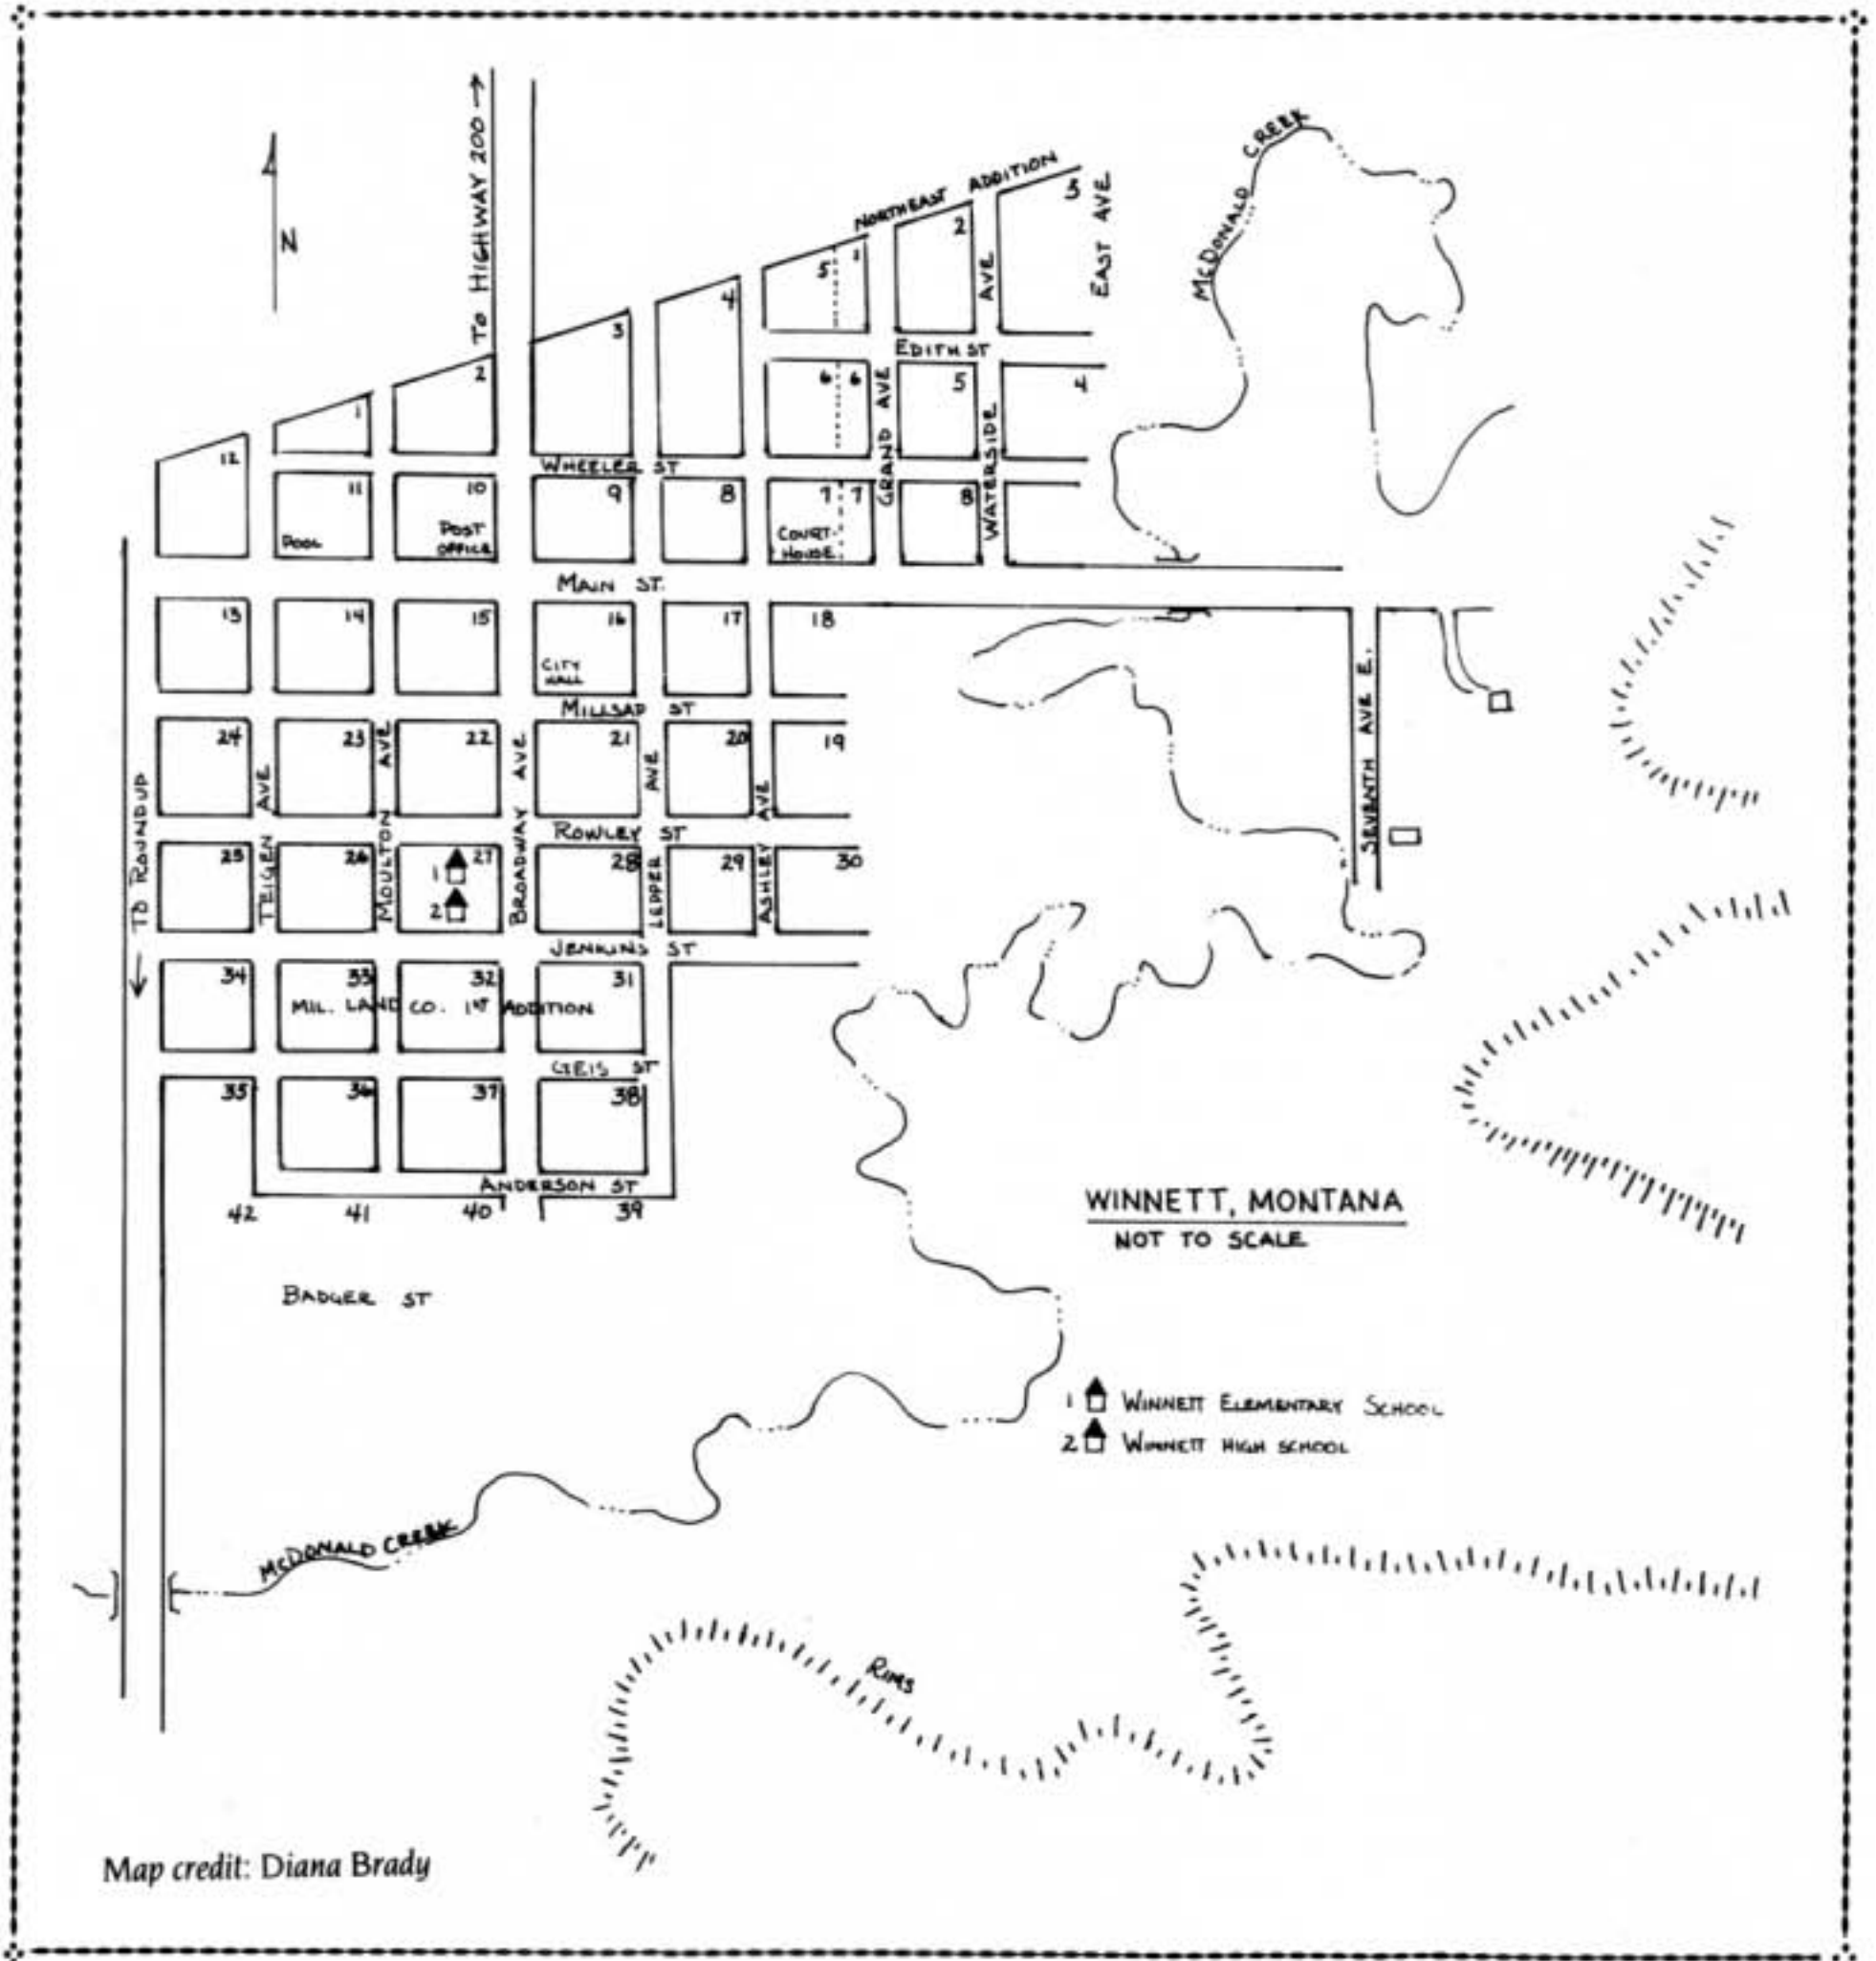 TO HIGHWAY 200 →
N
NORTHEAST ADDITION
McDONALD CREEK
EAST AVE
1
2
3
4
5
1
2
3
AVE
EDITH ST
12
6
6
5
4
GRAND AVE
WATERSIDE
WHEELER ST
11
POOL
10
POST
OFFICE
9
8
7
7
COURT-
HOUSE
8
MAIN ST.
13
14
15
16
CITY
HALL
17
18
MILLSAP ST
24
23
22
21
20
19
TO ROUNDUP
TEIGEN AVE
MOULTON AVE
BROADWAY AVE
LEPPER AVE
ASHLEY AVE
SEVENTH AVE E.
ROWLEY ST
25
26
27
1
2
28
29
30
JENKINS ST
34
33
32
31
MIL. LAND CO. 1ST ADDITION
GEIS ST
35
36
37
38
ANDERSON ST
42
41
40
39
WINNETT, MONTANA
NOT TO SCALE
BADGER ST
1 WINNETT ELEMENTARY SCHOOL
2 WINNETT HIGH SCHOOL
McDONALD CREEK
RIMS
Map credit: Diana Brady